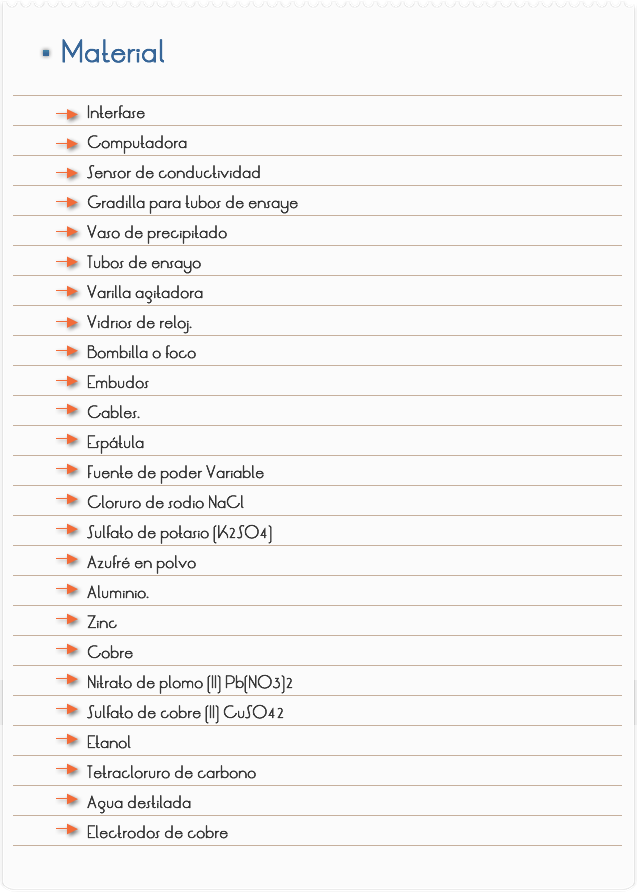 Material
Interfase
Computadora
Sensor de conductividad
Gradilla para tubos de ensaye
Vaso de precipitado
Tubos de ensayo
Varilla agitadora
Vidrios de reloj.
Bombilla o foco
Embudos
Cables.
Espátula
Fuente de poder Variable
Cloruro de sodio NaCl
Sulfato de potasio (K2SO4)
Azufré en polvo
Aluminio.
Zinc
Cobre
Nitrato de plomo (II) Pb(NO3)2
Sulfato de cobre (II) CuSO42
Etanol
Tetracloruro de carbono
Agua destilada
Electrodos de cobre